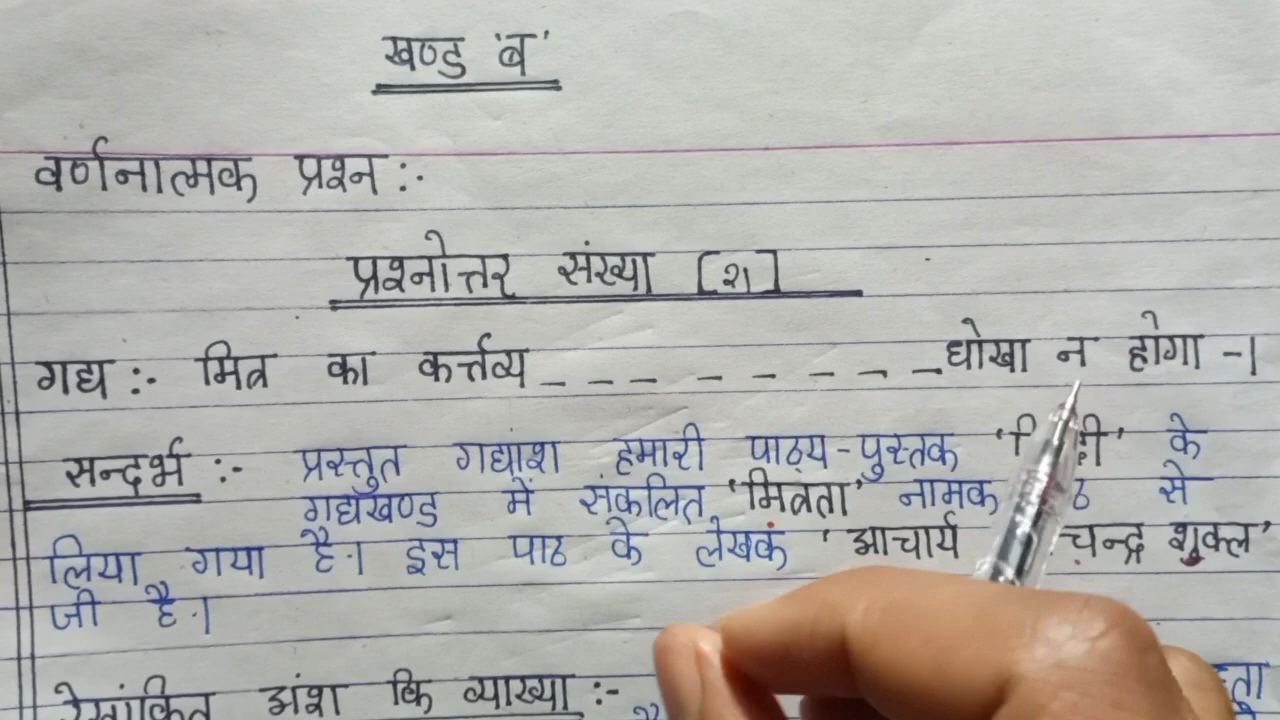 खण्ड 'ब'
वर्णनात्मक प्रश्न :-
प्रश्नोत्तर संख्या [21]
गद्य :- मित्र का कर्त्तव्य _ _ _ _ _ _ _ _ _ धोखा न होगा -।
सन्दर्भ :- प्रस्तुत गद्यांश हमारी पाठ्य-पुस्तक के
गद्यखण्ड में संकलित 'मित्रता' नामक से
लिया गया है। इस पाठ के लेखक 'आचार्य चन्द्र शुक्ल'
जी है।
रेखांकित अंश कि व्याख्या :-